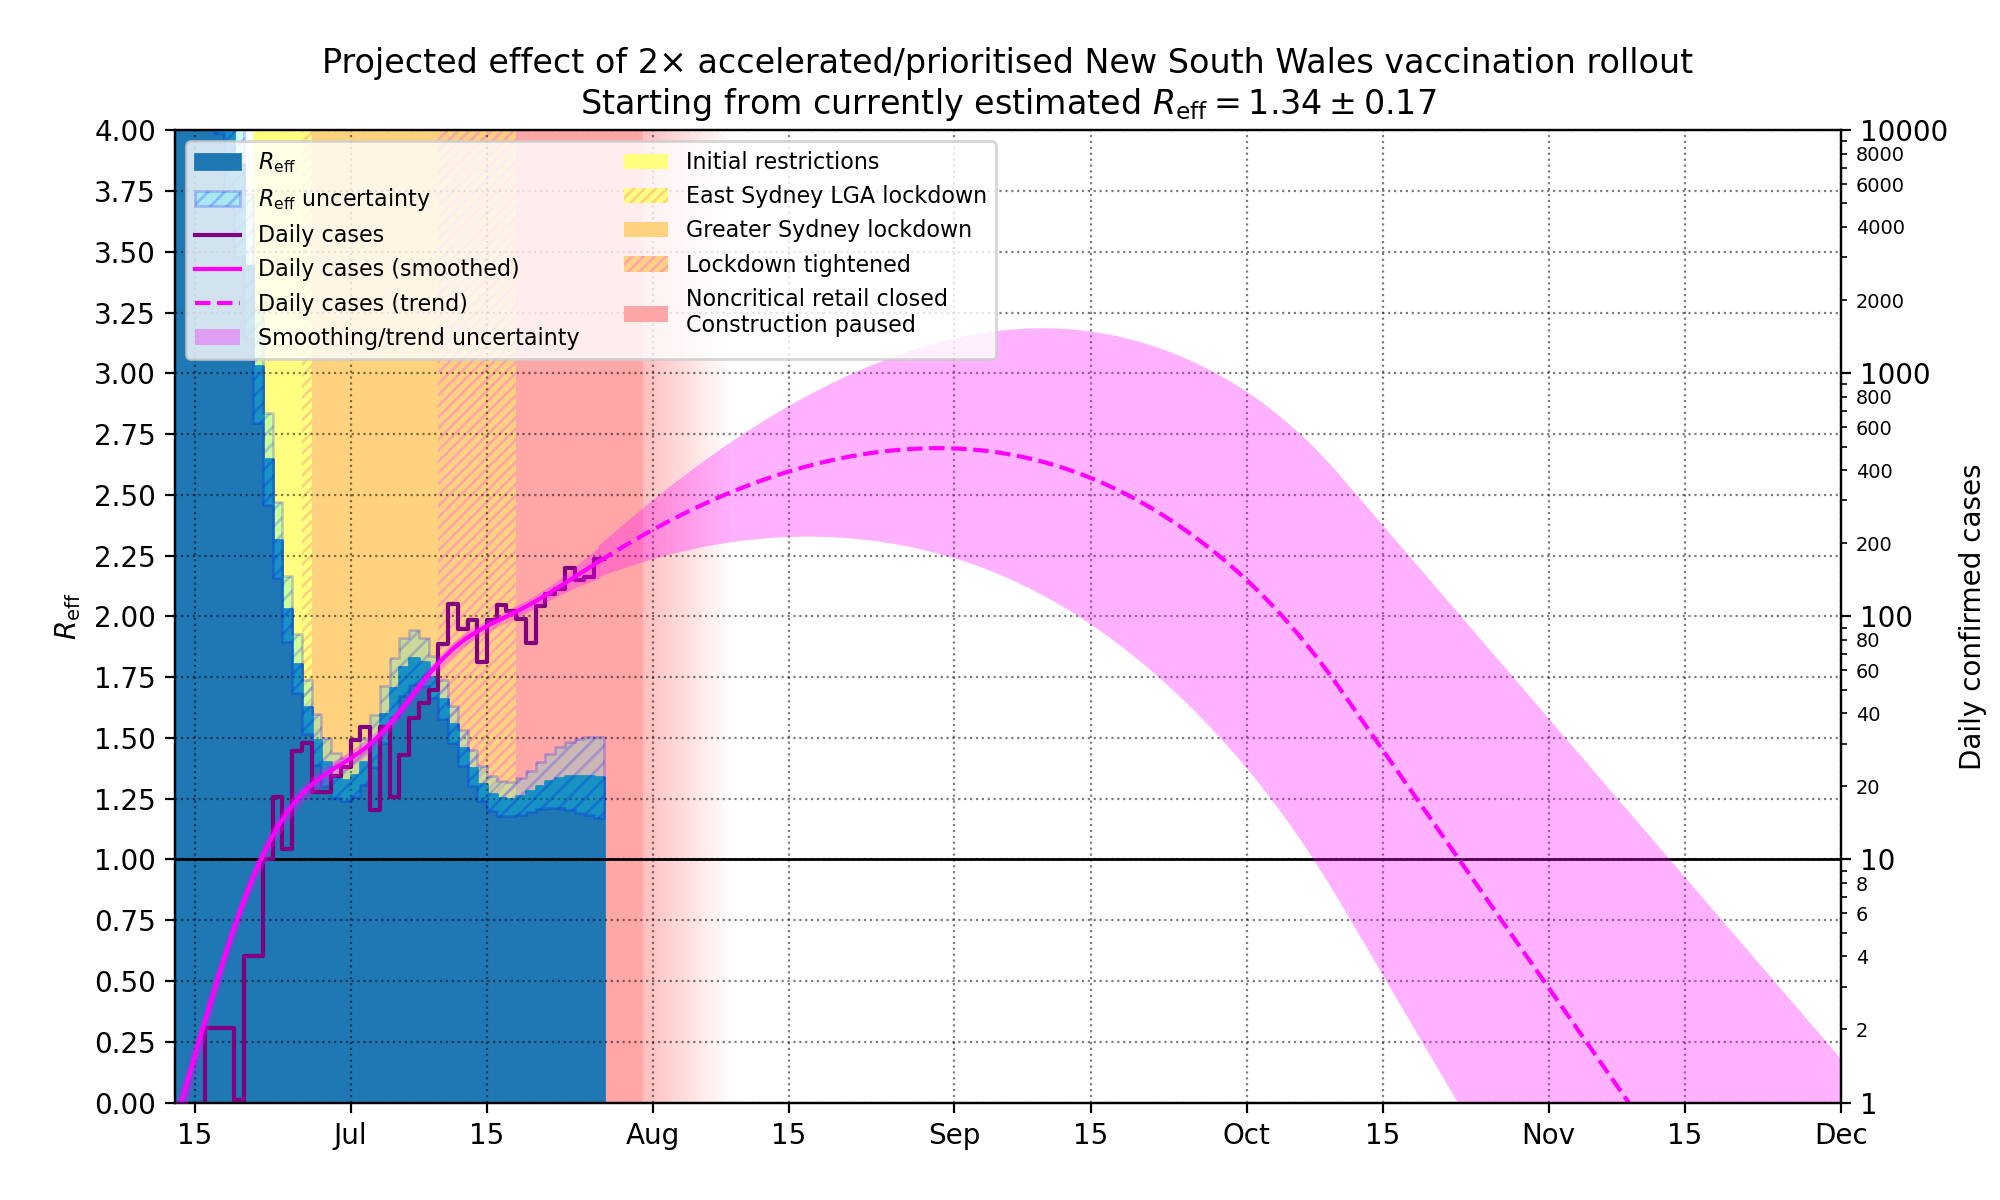 Projected effect of 2× accelerated/prioritised New South Wales vaccination rollout
Starting from currently estimated R_eff = 1.34 ± 0.17
R_eff
R_eff uncertainty
Daily cases
Daily cases (smoothed)
Daily cases (trend)
Smoothing/trend uncertainty
Initial restrictions
East Sydney LGA lockdown
Greater Sydney lockdown
Lockdown tightened
Noncritical retail closed
Construction paused
R_eff
4.00
3.75
3.50
3.25
3.00
2.75
2.50
2.25
2.00
1.75
1.50
1.25
1.00
0.75
0.50
0.25
0.00
15
Jul
15
Aug
15
Sep
15
Oct
15
Nov
15
Dec
10000
8000
6000
4000
2000
1000
800
600
400
200
100
80
60
40
20
10
8
6
4
2
1
Daily confirmed cases